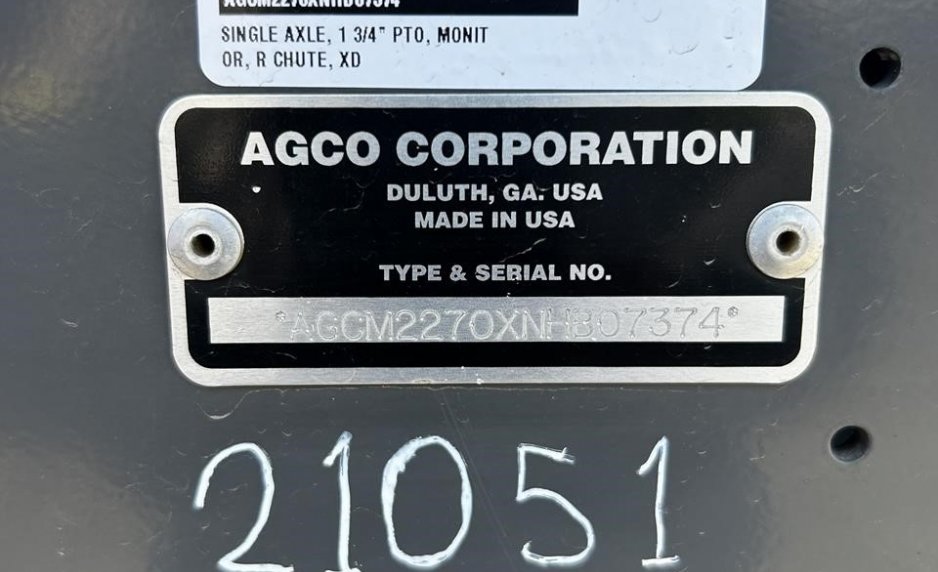 AGCM2270XNHB07374
SINGLE AXLE, 1 3/4" PTO, MONIT
OR, R CHUTE, XD
AGCO CORPORATION
DULUTH, GA. USA
MADE IN USA
TYPE & SERIAL NO.
*AGCM2270XNHB07374*
21051